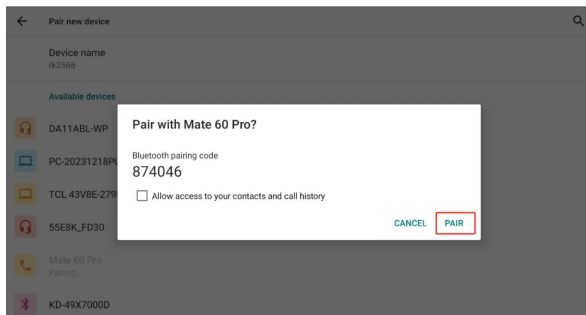 Pair new device
Device name
rk3566
Available devices
DA11ABL-WP
Pair with Mate 60 Pro?
PC-20231218PL
Bluetooth pairing code
874046
TCL 43V8E-279
Allow access to your contacts and call history
55E8K_FD30
CANCEL PAIR
Mate 60 Pro
Pairing..
KD-49X7000D